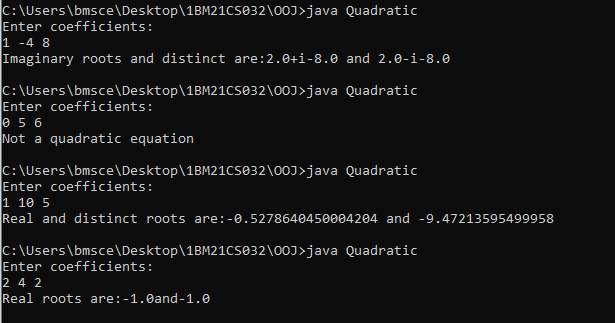 C:\Users\bmsce\Desktop\1BM21CS032\OOJ>java Quadratic
Enter coefficients:
1 -4 8
Imaginary roots and distinct are:2.0+i-8.0 and 2.0-i-8.0
C:\Users\bmsce\Desktop\1BM21CS032\OOJ>java Quadratic
Enter coefficients:
0 5 6
Not a quadratic equation
C:\Users\bmsce\Desktop\1BM21CS032\OOJ>java Quadratic
Enter coefficients:
1 10 5
Real and distinct roots are:-0.5278640450004204 and -9.47213595499958
C:\Users\bmsce\Desktop\1BM21CS032\OOJ>java Quadratic
Enter coefficients:
2 4 2
Real roots are:-1.0and-1.0